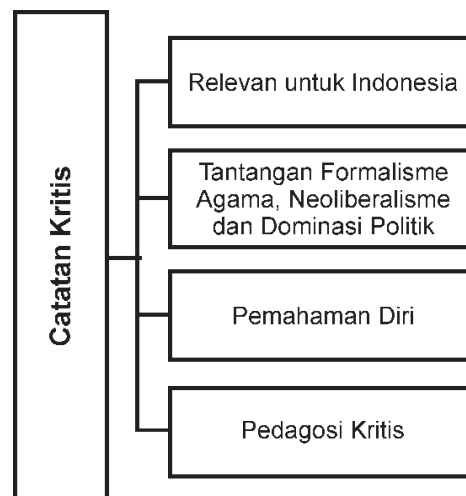 Catatan Kritis
Relevan untuk Indonesia
Tantangan Formalisme
Agama, Neoliberalisme
dan Dominasi Politik
Pemahaman Diri
Pedagosi Kritis